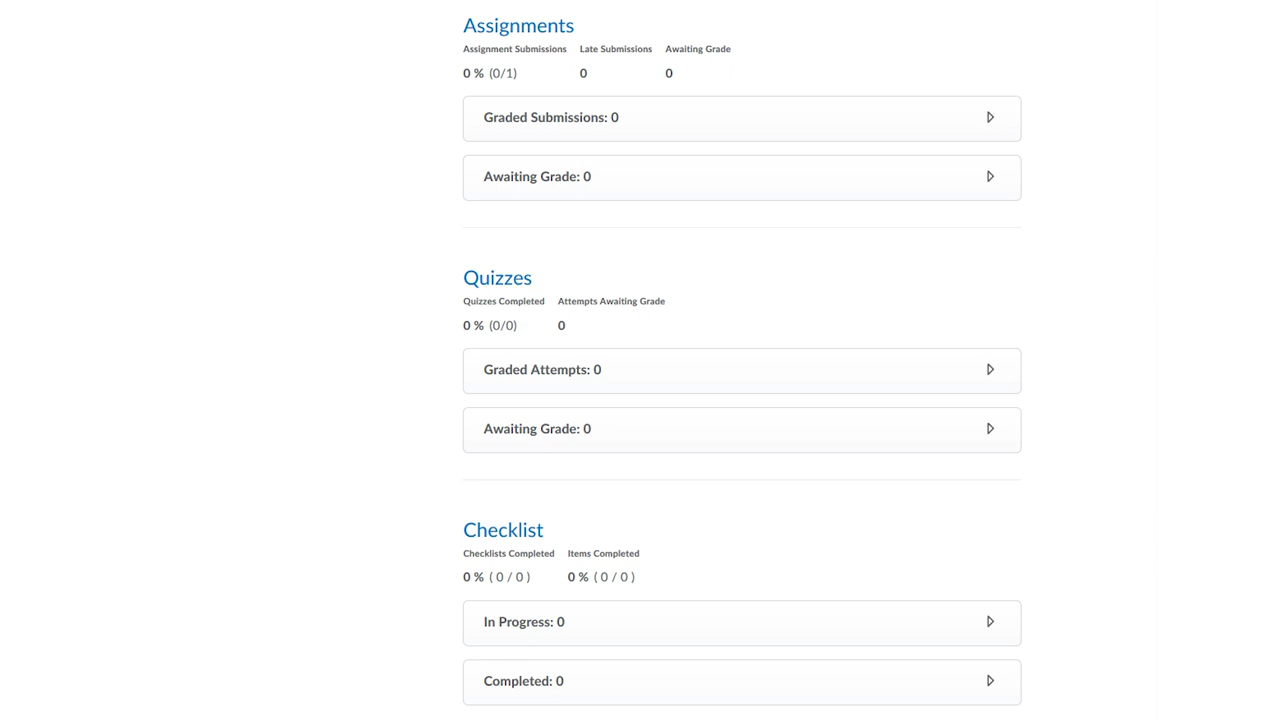 Assignments
Assignment Submissions Late Submissions Awaiting Grade
0 % (0/1) 0 0
Graded Submissions: 0
Awaiting Grade: 0
Quizzes
Quizzes Completed Attempts Awaiting Grade
0 % (0/0) 0
Graded Attempts: 0
Awaiting Grade: 0
Checklist
Checklists Completed Items Completed
0 % ( 0 / 0 ) 0 % ( 0 / 0 )
In Progress: 0
Completed: 0